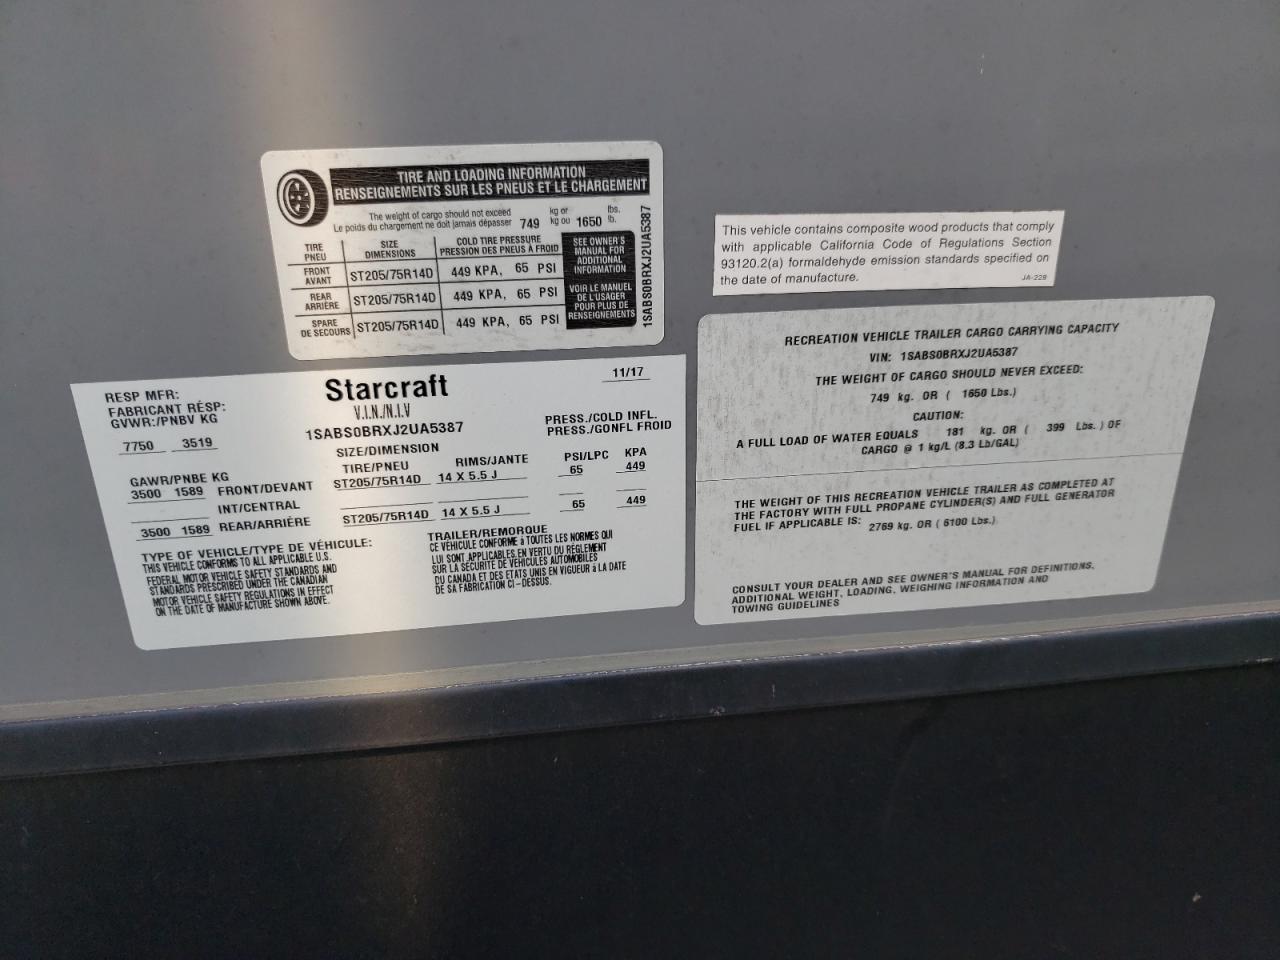 TIRE AND LOADING INFORMATION
RENSEIGNEMENTS SUR LES PNEUS ET LE CHARGEMENT
The weight of cargo should not exceed
Le poids du chargement ne doit jamais dépasser 749 kg or kg ou 1650 lbs. lb.
TIRE PNEU SIZE DIMENSIONS COLD TIRE PRESSURE PRESSION DES PNEUS À FROID
FRONT AVANT ST205/75R14D 449 KPA, 65 PSI
REAR ARRIÈRE ST205/75R14D 449 KPA, 65 PSI
SPARE DE SECOURS ST205/75R14D 449 KPA, 65 PSI
SEE OWNER'S
MANUAL FOR
ADDITIONAL
INFORMATION
VOIR LE MANUEL
DE L'USAGER
POUR PLUS DE
RENSEIGNEMENTS
1SABS0BRXJ2UA5387
This vehicle contains composite wood products that comply
with applicable California Code of Regulations Section
93120.2(a) formaldehyde emission standards specified on
the date of manufacture.
JA-228
RESP MFR: Starcraft 11/17
FABRICANT RÉSP: V.I.N./N.I.V
GVWR:/PNBV KG 1SABS0BRXJ2UA5387
7750 3519
PRESS./COLD INFL.
PRESS./GONFL FROID
SIZE/DIMENSION
GAWR/PNBE KG TIRE/PNEU RIMS/JANTE PSI/LPC KPA
3500 1589 FRONT/DEVANT ST205/75R14D 14 X 5.5 J 65 449
INT/CENTRAL
3500 1589 REAR/ARRIÈRE ST205/75R14D 14 X 5.5 J 65 449
TYPE OF VEHICLE/TYPE DE VÉHICULE: TRAILER/REMORQUE
THIS VEHICLE CONFORMS TO ALL APPLICABLE U.S.
FEDERAL MOTOR VEHICLE SAFETY STANDARDS AND
STANDARDS PRESCRIBED UNDER THE CANADIAN
MOTOR VEHICLE SAFETY REGULATIONS IN EFFECT
ON THE DATE OF MANUFACTURE SHOWN ABOVE.
CE VÉHICULE CONFORME à TOUTES LES NORMES QUI
LUI SONT APPLICABLES EN VERTU DU RÈGLEMENT
SUR LA SÉCURITÉ DE VÉHICULES AUTOMOBILES
DU CANADA ET DES ETATS UNIS EN VIGUEUR à LA DATE
DE SA FABRICATION CI-DESSUS.
RECREATION VEHICLE TRAILER CARGO CARRYING CAPACITY
VIN: 1SABS0BRXJ2UA5387
THE WEIGHT OF CARGO SHOULD NEVER EXCEED:
749 kg. OR ( 1650 Lbs.)
CAUTION:
A FULL LOAD OF WATER EQUALS 181 kg. OR ( 399 Lbs. ) OF
CARGO @ 1 kg/L (8.3 Lb/GAL)
THE WEIGHT OF THIS RECREATION VEHICLE TRAILER AS COMPLETED AT
THE FACTORY WITH FULL PROPANE CYLINDER(S) AND FULL GENERATOR
FUEL IF APPLICABLE IS: 2769 kg. OR ( 6100 Lbs.)
CONSULT YOUR DEALER AND SEE OWNER'S MANUAL FOR DEFINITIONS,
ADDITIONAL WEIGHT, LOADING, WEIGHING INFORMATION AND
TOWING GUIDELINES